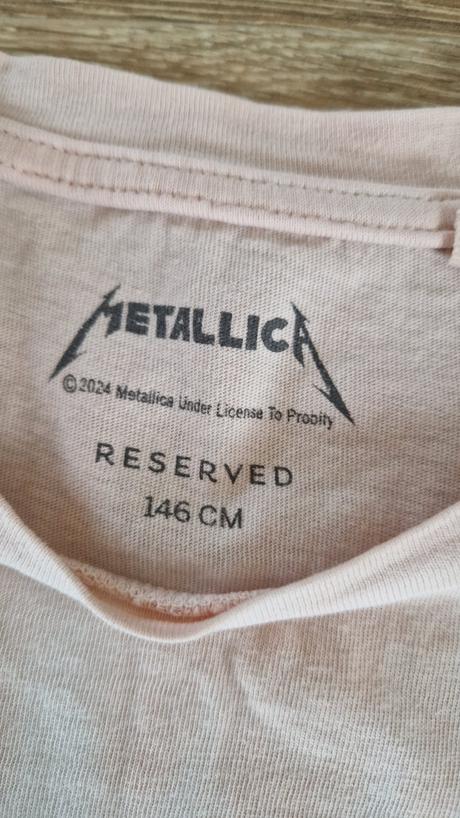 METALLICA
©2024 Metallica Under License To Probity
RESERVED
146 CM